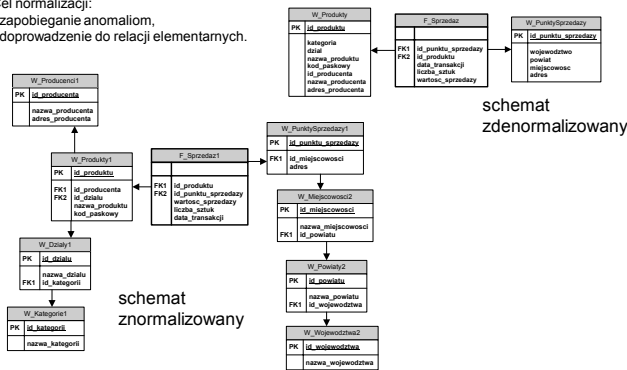 Cel normalizacji:
zapobieganie anomaliom,
doprowadzenie do relacji elementarnych.
W_Produkty
PK id_produktu
kategoria
dzial
nazwa_produktu
kod_paskowy
id_producenta
nazwa_producenta
adres_producenta
F_Sprzedaz
FK1 id_punktu_sprzedazy
FK2 id_produktu
data_transakcji
liczba_sztuk
wartosc_sprzedazy
W_PunktySprzedazy
PK id_punktu_sprzedazy
wojewodztwo
powiat
miejscowosc
adres
schemat
zdenormalizowany
W_Producenci1
PK id_producenta
nazwa_producenta
adres_producenta
W_Produkty1
PK id_produktu
FK1 id_producenta
FK2 id_dzialu
nazwa_produktu
kod_paskowy
F_Sprzedaz1
FK1 id_produktu
FK2 id_punktu_sprzedazy
wartosc_sprzedazy
liczba_sztuk
data_transakcji
W_PunktySprzedazy1
PK id_punktu_sprzedazy
FK1 id_miejscowosci
adres
W_Miejscowosci2
PK id_miejscowosci
nazwa_miejscowosci
FK1 id_powiatu
W_Dzialy1
PK id_dzialu
nazwa_dzialu
FK1 id_kategorii
W_Powiaty2
PK id_powiatu
nazwa_powiatu
FK1 id_wojewodztwa
schemat
znormalizowany
W_Kategorie1
PK id_kategorii
nazwa_kategorii
W_Wojewodztwa2
PK id_wojewodztwa
nazwa_wojewodztwa